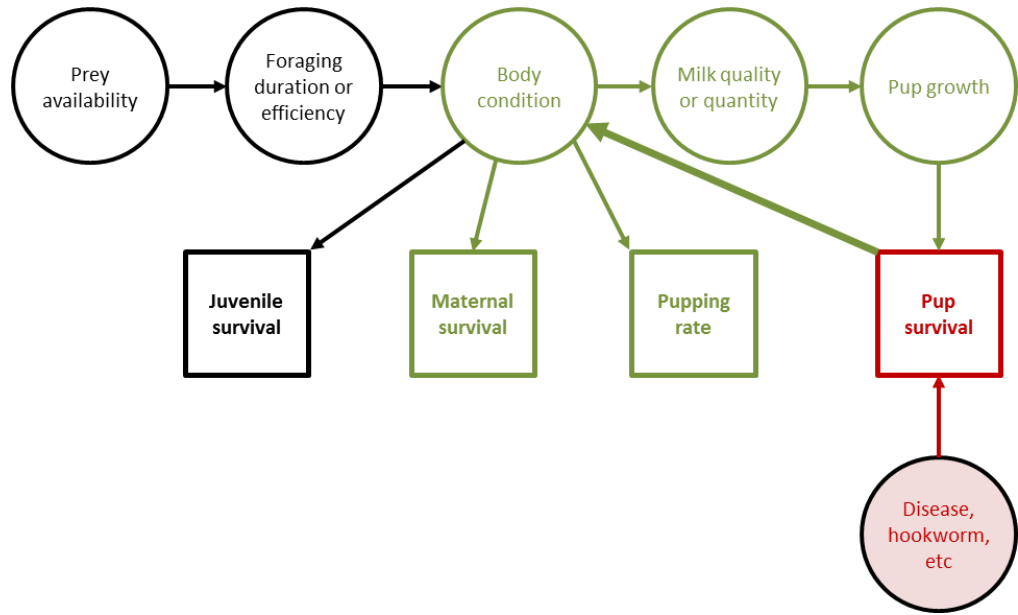 Prey
availability
Foraging
duration or
efficiency
Body
condition
Milk quality
or quantity
Pup growth
Juvenile
survival
Maternal
survival
Pupping
rate
Pup
survival
Disease,
hookworm,
etc